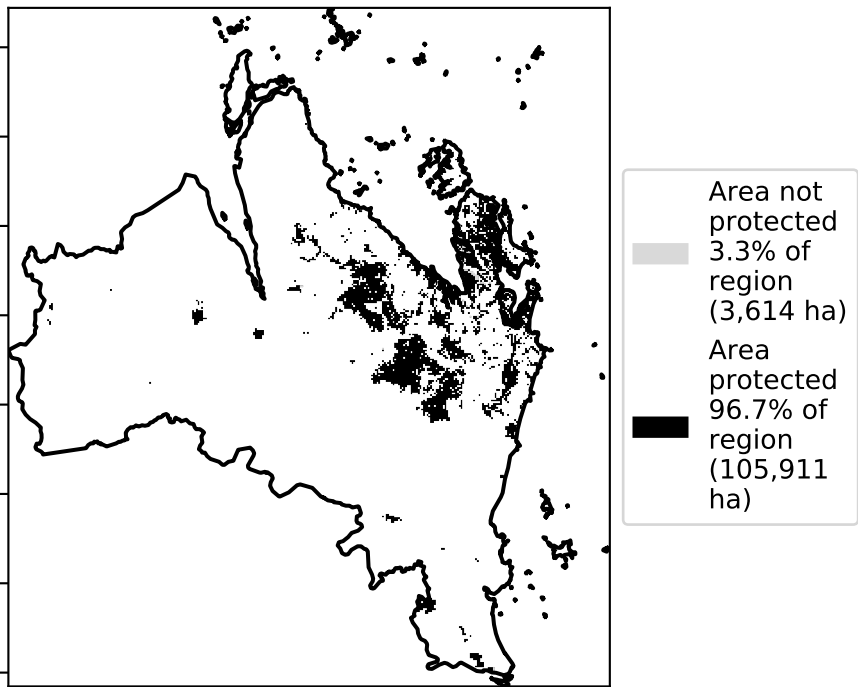 Area not
protected
3.3% of
region
(3,614 ha)
Area
protected
96.7% of
region
(105,911
ha)